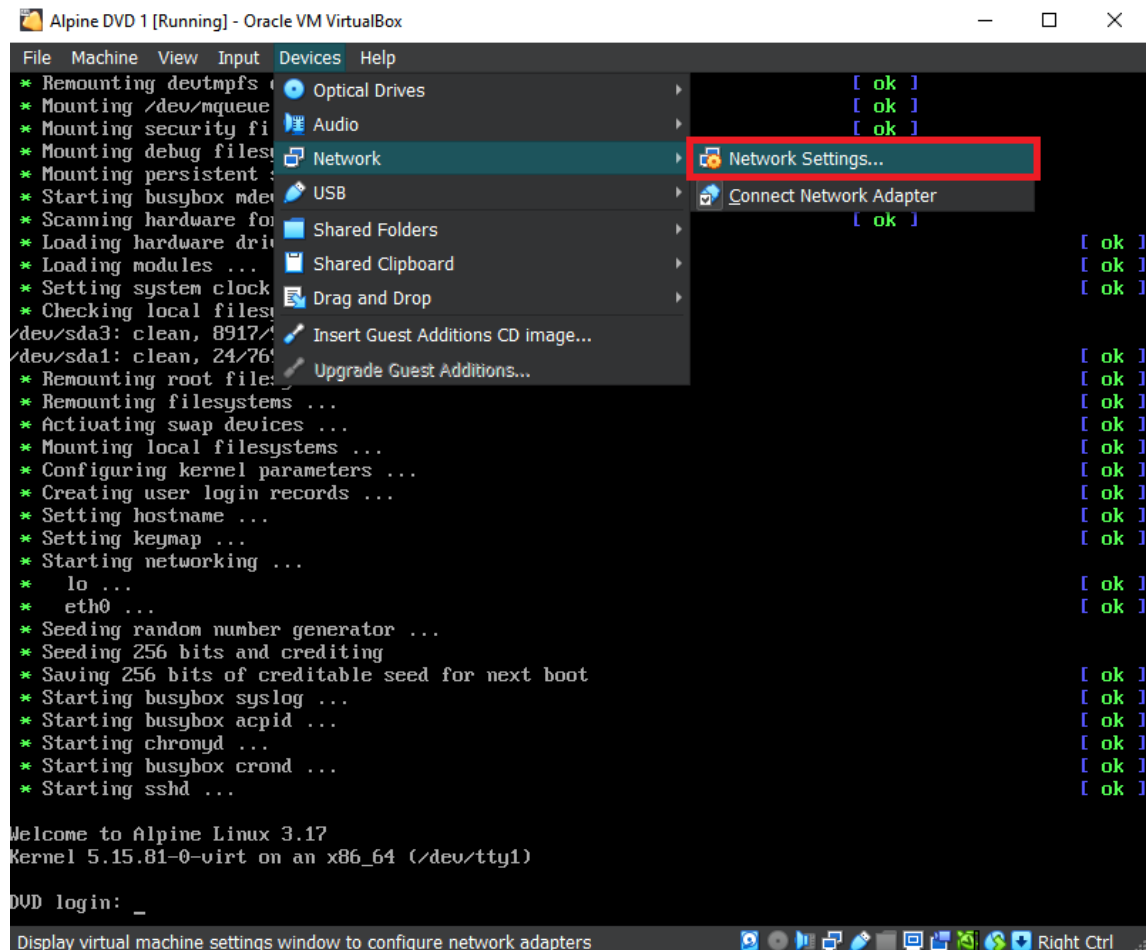 Alpine DVD 1 [Running] - Oracle VM VirtualBox
File Machine View Input Devices Help
* Remounting devtmpfs [ ok ]
* Mounting /dev/mqueue [ ok ]
* Mounting security fi [ ok ]
* Mounting debug files
* Mounting persistent
* Starting busybox mde
* Scanning hardware fo [ ok ]
* Loading hardware dri [ ok ]
* Loading modules ... [ ok ]
* Setting system clock [ ok ]
* Checking local files
/dev/sda3: clean, 8917/
/dev/sda1: clean, 24/76 [ ok ]
* Remounting root file [ ok ]
* Remounting filesystems ... [ ok ]
* Activating swap devices ... [ ok ]
* Mounting local filesystems ... [ ok ]
* Configuring kernel parameters ... [ ok ]
* Creating user login records ... [ ok ]
* Setting hostname ... [ ok ]
* Setting keymap ... [ ok ]
* Starting networking ...
* lo ... [ ok ]
* eth0 ... [ ok ]
* Seeding random number generator ...
* Seeding 256 bits and crediting
* Saving 256 bits of creditable seed for next boot [ ok ]
* Starting busybox syslog ... [ ok ]
* Starting busybox acpid ... [ ok ]
* Starting chronyd ... [ ok ]
* Starting busybox crond ... [ ok ]
* Starting sshd ... [ ok ]
Welcome to Alpine Linux 3.17
Kernel 5.15.81-0-virt on an x86_64 (/dev/tty1)
DVD login: _
Optical Drives
Audio
Network
USB
Shared Folders
Shared Clipboard
Drag and Drop
Insert Guest Additions CD image...
Upgrade Guest Additions...
Network Settings...
Connect Network Adapter
Display virtual machine settings window to configure network adapters
Right Ctrl